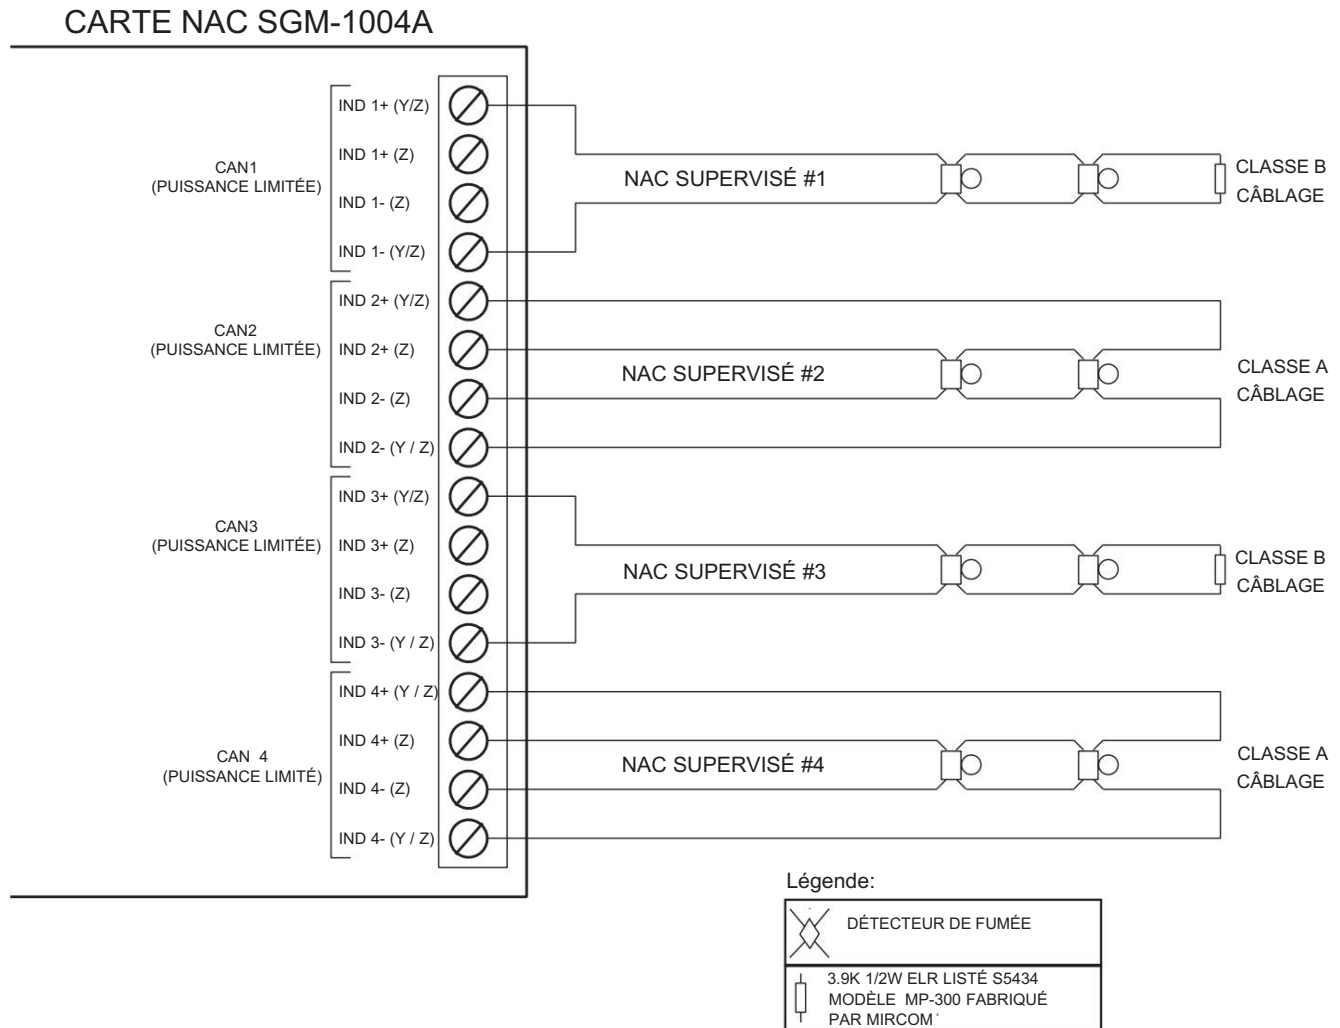 CARTE NAC SGM-1004A
CAN1
(PUISSANCE LIMITÉE)
IND 1+ (Y/Z)
IND 1+ (Z)
IND 1- (Z)
IND 1- (Y/Z)
NAC SUPERVISÉ #1
CLASSE B
CÂBLAGE
CAN2
(PUISSANCE LIMITÉE)
IND 2+ (Y/Z)
IND 2+ (Z)
IND 2- (Z)
IND 2- (Y / Z)
NAC SUPERVISÉ #2
CLASSE A
CÂBLAGE
CAN3
(PUISSANCE LIMITÉE)
IND 3+ (Y/Z)
IND 3+ (Z)
IND 3- (Z)
IND 3- (Y / Z)
NAC SUPERVISÉ #3
CLASSE B
CÂBLAGE
CAN 4
(PUISSANCE LIMITÉ)
IND 4+ (Y / Z)
IND 4+ (Z)
IND 4- (Z)
IND 4- (Y / Z)
NAC SUPERVISÉ #4
CLASSE A
CÂBLAGE
Légende:
DÉTECTEUR DE FUMÉE
3.9K 1/2W ELR LISTÉ S5434
MODÈLE MP-300 FABRIQUÉ
PAR MIRCOM